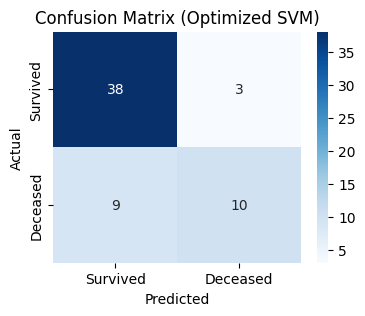 Confusion Matrix (Optimized SVM)
Actual
Survived
Deceased
38
3
9
10
Survived
Deceased
Predicted
35
30
25
20
15
10
5